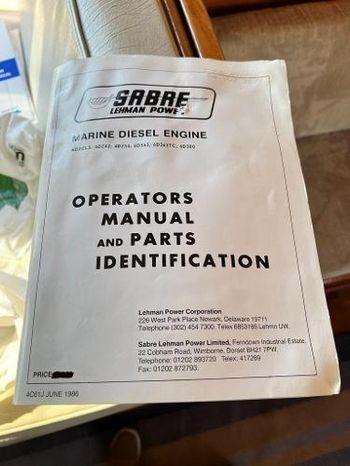 SABRE
LEHMAN POWER
MARINE DIESEL ENGINE
OPERATORS
MANUAL
AND PARTS
IDENTIFICATION
Lehman Power Corporation
226 West Park Place Newark, Delaware 19711
Telephone (302) 454 7300. Telex 6853185 Lehmn UW.
Sabre Lehman Power Limited, Ferndown Industrial Estate,
22 Cobham Road, Wimborne, Dorset BH21 7PW.
Telephone: 01202 893720 Telex: 417289
Fax: 01202 872793.
PRICE
4C61J JUNE 1986